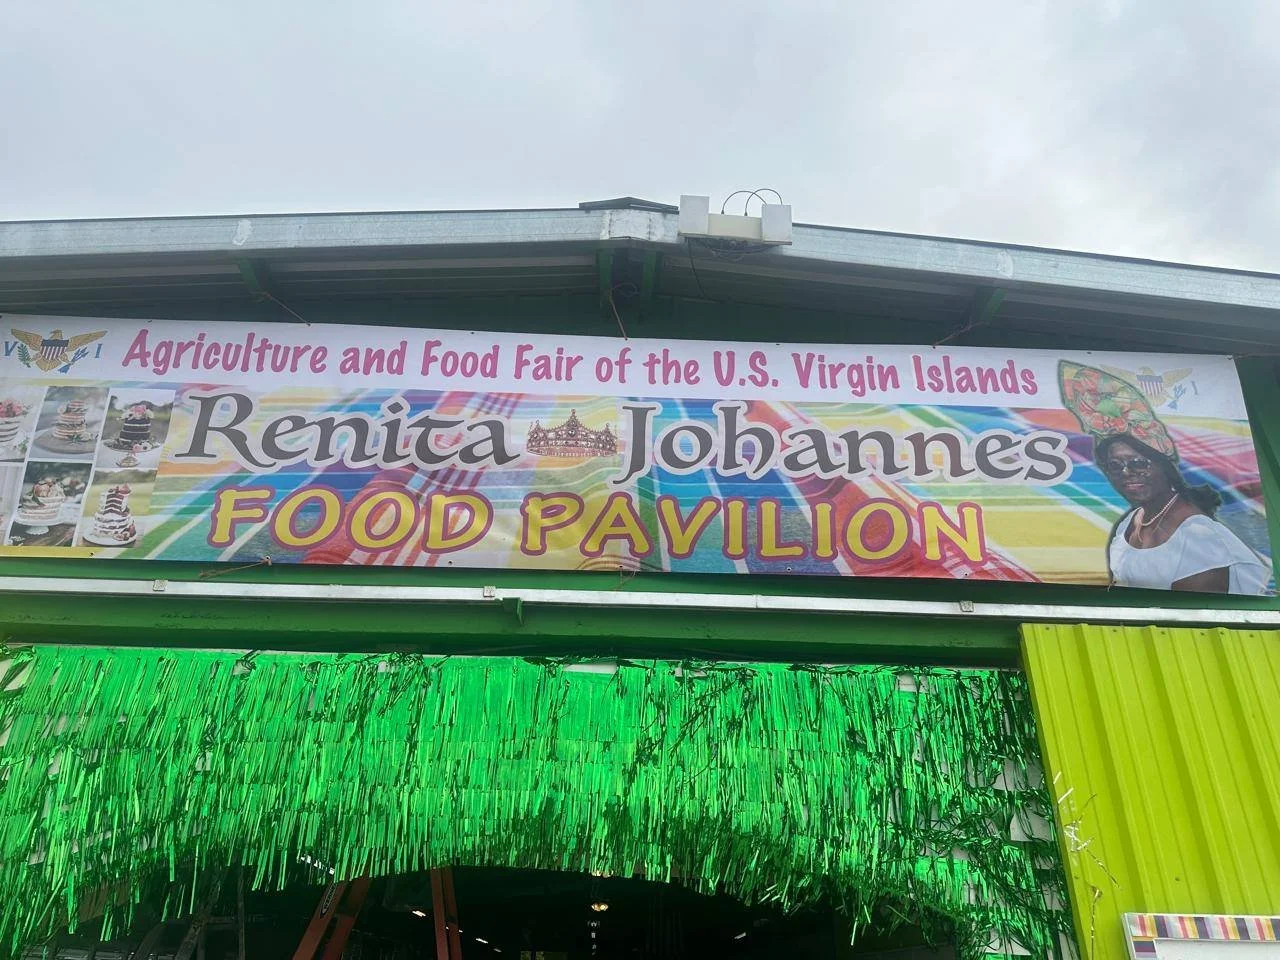 V I
Agriculture and Food Fair of the U.S. Virgin Islands
V I
Renita Johannes
FOOD PAVILION